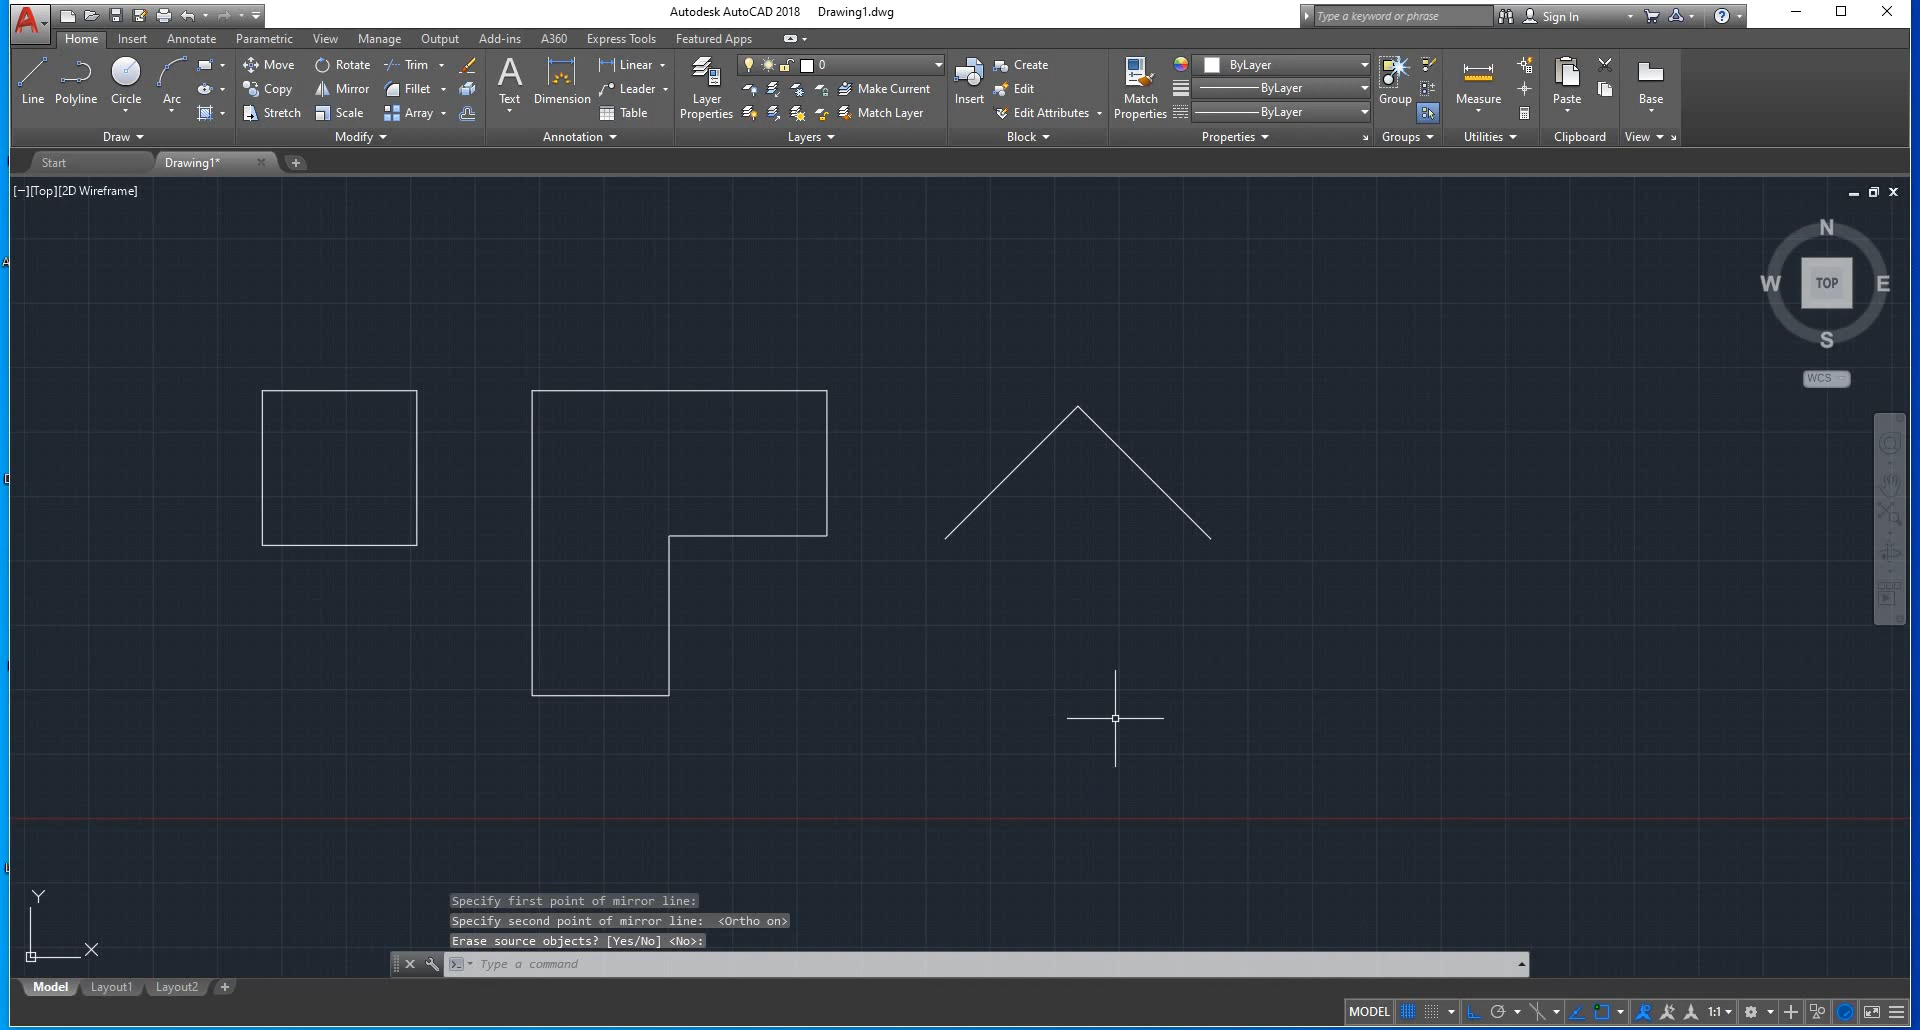 Autodesk AutoCAD 2018 Drawing1.dwg
Type a keyword or phrase
Sign In
Home Insert Annotate Parametric View Manage Output Add-ins A360 Express Tools Featured Apps
Line Polyline Circle Arc
Move Rotate Trim
Copy Mirror Fillet
Stretch Scale Array
Text Dimension
Linear
Leader
Table
Layer Properties
0
Make Current
Match Layer
Insert
Create
Edit
Edit Attributes
Match Properties
ByLayer
ByLayer
ByLayer
Group
Measure
Paste
Base
Draw Modify Annotation Layers Block Properties Groups Utilities Clipboard View
Start Drawing1*
[−][Top][2D Wireframe]
N
W TOP E
S
WCS
Y
X
Specify first point of mirror line:
Specify second point of mirror line: <Ortho on>
Erase source objects? [Yes/No] <No>:
Type a command
Model Layout1 Layout2
MODEL 1:1